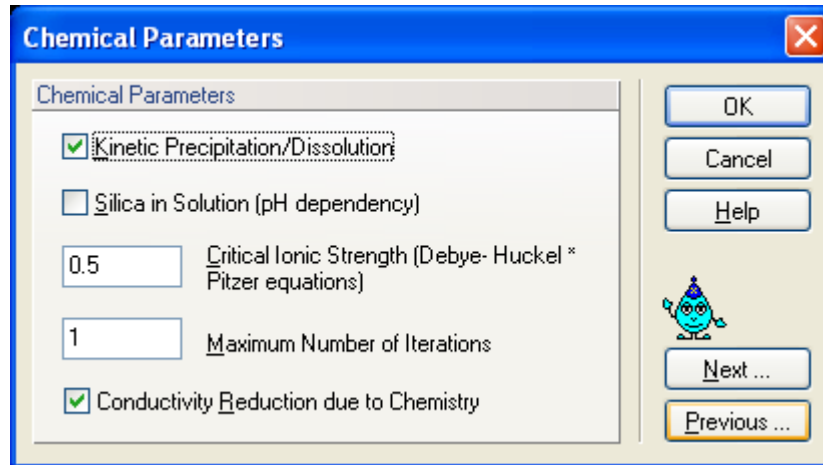 Chemical Parameters
Chemical Parameters
Kinetic Precipitation/Dissolution
Silica in Solution (pH dependency)
0.5
Critical Ionic Strength (Debye- Huckel *
Pitzer equations)
1
Maximum Number of Iterations
Conductivity Reduction due to Chemistry
OK
Cancel
Help
Next ...
Previous ...